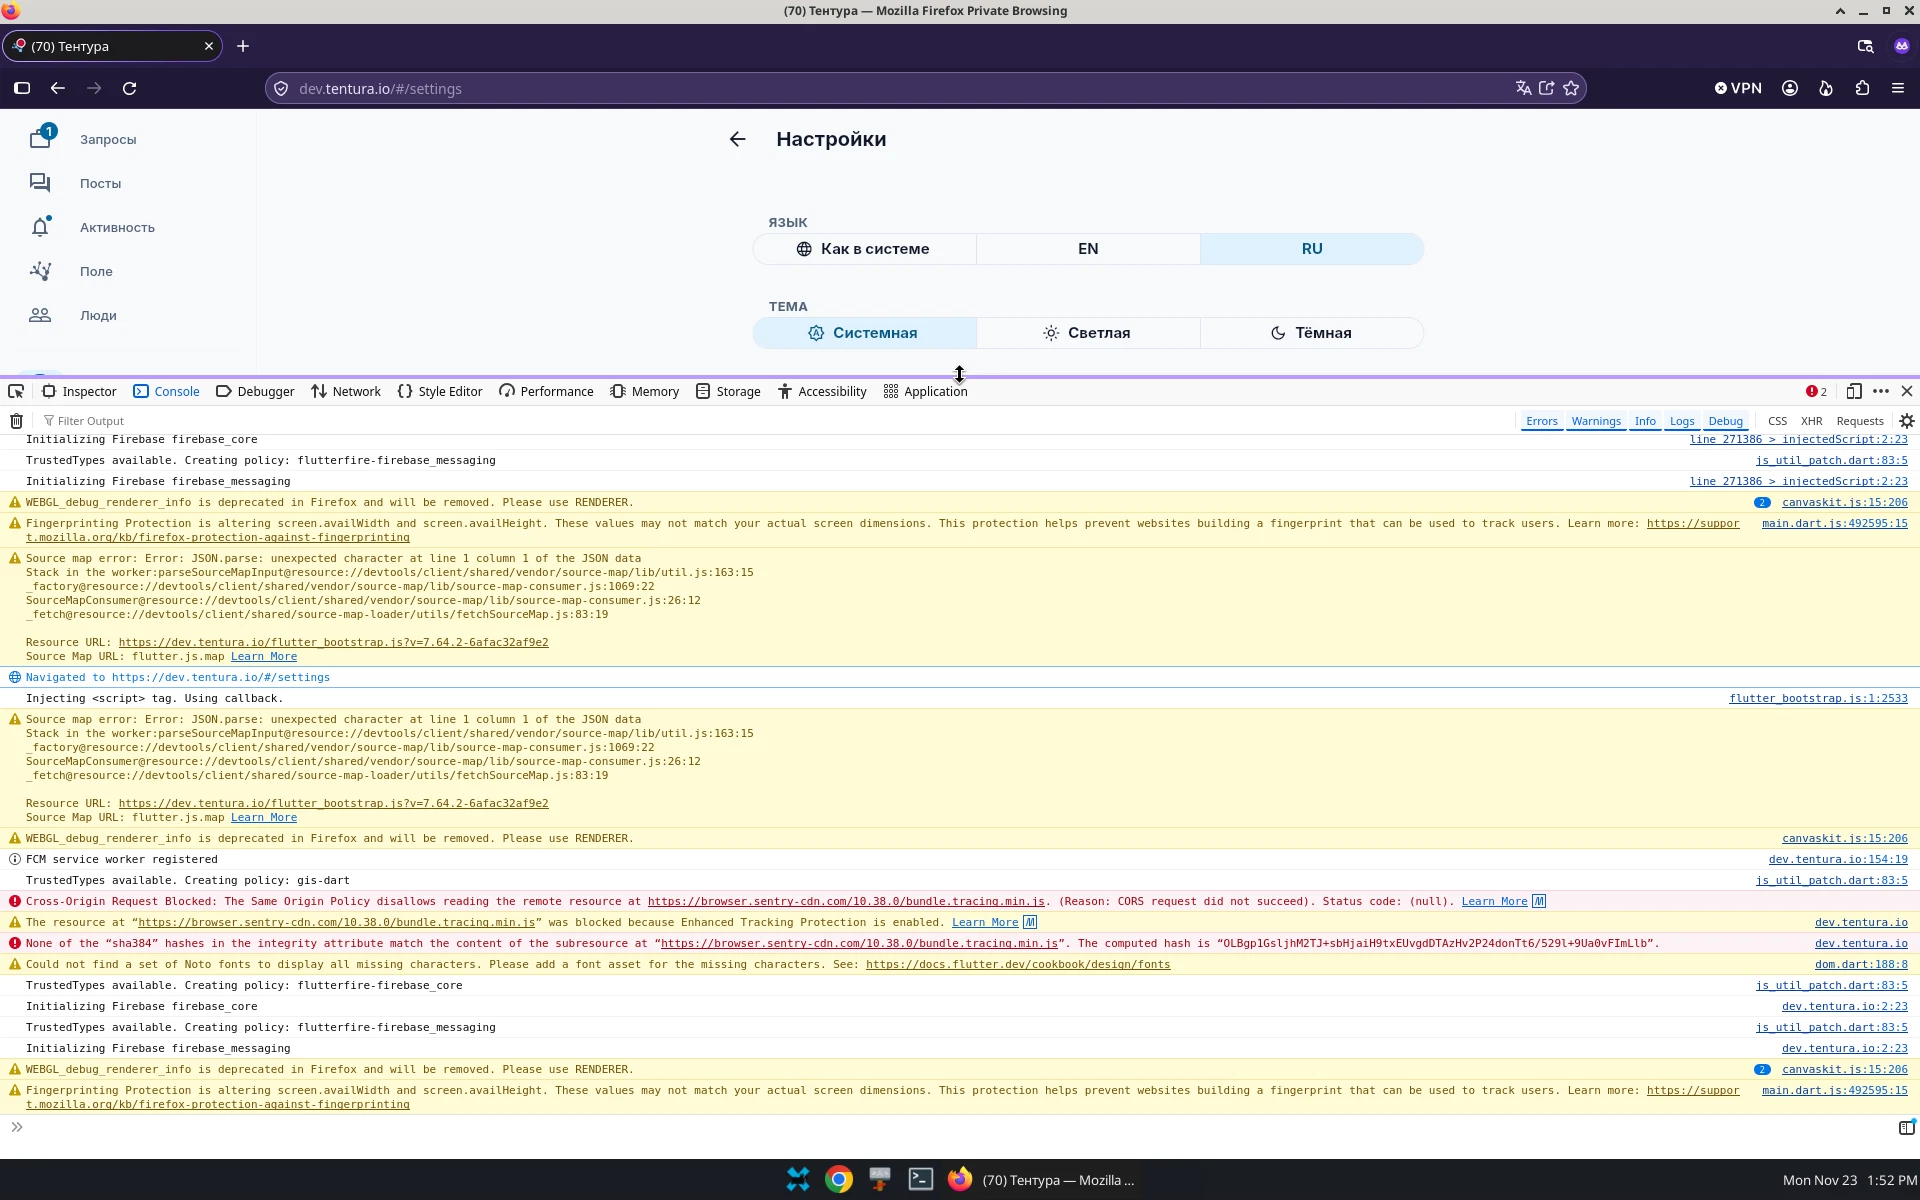 (70) Тентура — Mozilla Firefox Private Browsing
(70) Тентура
dev.tentura.io/#/settings
VPN
1
Запросы
Посты
Активность
Поле
Люди
Настройки
ЯЗЫК
Как в системе EN RU
ТЕМА
Системная Светлая Тёмная
Inspector Console Debugger Network Style Editor Performance Memory Storage Accessibility Application 2
Filter Output Errors Warnings Info Logs Debug CSS XHR Requests
Initializing Firebase firebase_core line 271386 > injectedScript:2:23
TrustedTypes available. Creating policy: flutterfire-firebase_messaging js_util_patch.dart:83:5
Initializing Firebase firebase_messaging line 271386 > injectedScript:2:23
WEBGL_debug_renderer_info is deprecated in Firefox and will be removed. Please use RENDERER. 2 canvaskit.js:15:206
Fingerprinting Protection is altering screen.availWidth and screen.availHeight. These values may not match your actual screen dimensions. This protection helps prevent websites building a fingerprint that can be used to track users. Learn more: https://suppor main.dart.js:492595:15
t.mozilla.org/kb/firefox-protection-against-fingerprinting
Source map error: Error: JSON.parse: unexpected character at line 1 column 1 of the JSON data
Stack in the worker:parseSourceMapInput@resource://devtools/client/shared/vendor/source-map/lib/util.js:163:15
_factory@resource://devtools/client/shared/vendor/source-map/lib/source-map-consumer.js:1069:22
SourceMapConsumer@resource://devtools/client/shared/vendor/source-map/lib/source-map-consumer.js:26:12
_fetch@resource://devtools/client/shared/source-map-loader/utils/fetchSourceMap.js:83:19
Resource URL: https://dev.tentura.io/flutter_bootstrap.js?v=7.64.2-6afac32af9e2
Source Map URL: flutter.js.map Learn More
Navigated to https://dev.tentura.io/#/settings
Injecting <script> tag. Using callback. flutter_bootstrap.js:1:2533
Source map error: Error: JSON.parse: unexpected character at line 1 column 1 of the JSON data
Stack in the worker:parseSourceMapInput@resource://devtools/client/shared/vendor/source-map/lib/util.js:163:15
_factory@resource://devtools/client/shared/vendor/source-map/lib/source-map-consumer.js:1069:22
SourceMapConsumer@resource://devtools/client/shared/vendor/source-map/lib/source-map-consumer.js:26:12
_fetch@resource://devtools/client/shared/source-map-loader/utils/fetchSourceMap.js:83:19
Resource URL: https://dev.tentura.io/flutter_bootstrap.js?v=7.64.2-6afac32af9e2
Source Map URL: flutter.js.map Learn More
WEBGL_debug_renderer_info is deprecated in Firefox and will be removed. Please use RENDERER. canvaskit.js:15:206
FCM service worker registered dev.tentura.io:154:19
TrustedTypes available. Creating policy: gis-dart js_util_patch.dart:83:5
Cross-Origin Request Blocked: The Same Origin Policy disallows reading the remote resource at https://browser.sentry-cdn.com/10.38.0/bundle.tracing.min.js. (Reason: CORS request did not succeed). Status code: (null). Learn More
The resource at “https://browser.sentry-cdn.com/10.38.0/bundle.tracing.min.js” was blocked because Enhanced Tracking Protection is enabled. Learn More dev.tentura.io
None of the “sha384” hashes in the integrity attribute match the content of the subresource at “https://browser.sentry-cdn.com/10.38.0/bundle.tracing.min.js”. The computed hash is “OLBgp1GsljhM2TJ+sbHjaiH9txEUvgdDTAzHv2P24donTt6/529l+9Ua0vFImLlb”. dev.tentura.io
Could not find a set of Noto fonts to display all missing characters. Please add a font asset for the missing characters. See: https://docs.flutter.dev/cookbook/design/fonts dom.dart:188:8
TrustedTypes available. Creating policy: flutterfire-firebase_core js_util_patch.dart:83:5
Initializing Firebase firebase_core dev.tentura.io:2:23
TrustedTypes available. Creating policy: flutterfire-firebase_messaging js_util_patch.dart:83:5
Initializing Firebase firebase_messaging dev.tentura.io:2:23
WEBGL_debug_renderer_info is deprecated in Firefox and will be removed. Please use RENDERER. 2 canvaskit.js:15:206
Fingerprinting Protection is altering screen.availWidth and screen.availHeight. These values may not match your actual screen dimensions. This protection helps prevent websites building a fingerprint that can be used to track users. Learn more: https://suppor main.dart.js:492595:15
t.mozilla.org/kb/firefox-protection-against-fingerprinting
(70) Тентура — Mozilla ... Mon Nov 23 1:52 PM